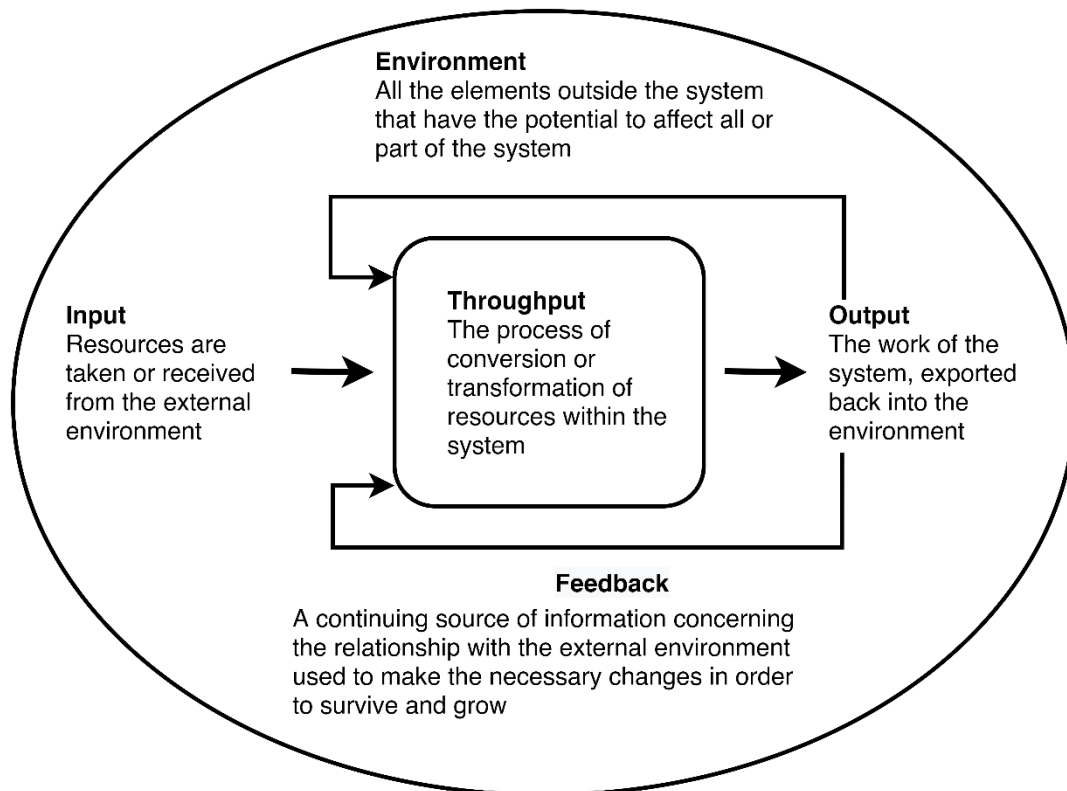 Environment
All the elements outside the system
that have the potential to affect all or
part of the system
Input
Resources are
taken or received
from the external
environment
Throughput
The process of
conversion or
transformation of
resources within the
system
Output
The work of the
system, exported
back into the
environment
Feedback
A continuing source of information concerning
the relationship with the external environment
used to make the necessary changes in order
to survive and grow